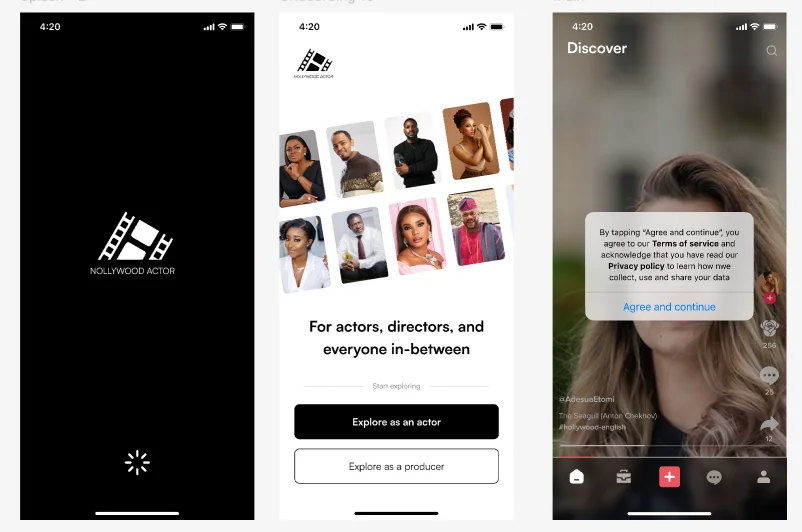 4:20
NOLLYWOOD ACTOR
4:20
NOLLYWOOD ACTOR
For actors, directors, and
everyone in-between
Start exploring
Explore as an actor
Explore as a producer
4:20
Discover
By tapping “Agree and continue”, you
agree to our Terms of service and
acknowledge that you have read our
Privacy policy to learn how nwe
collect, use and share your data
Agree and continue
256
25
@AdesuaEtomi
The Seagull (Anton Chekhov)
#hollywood-english
12